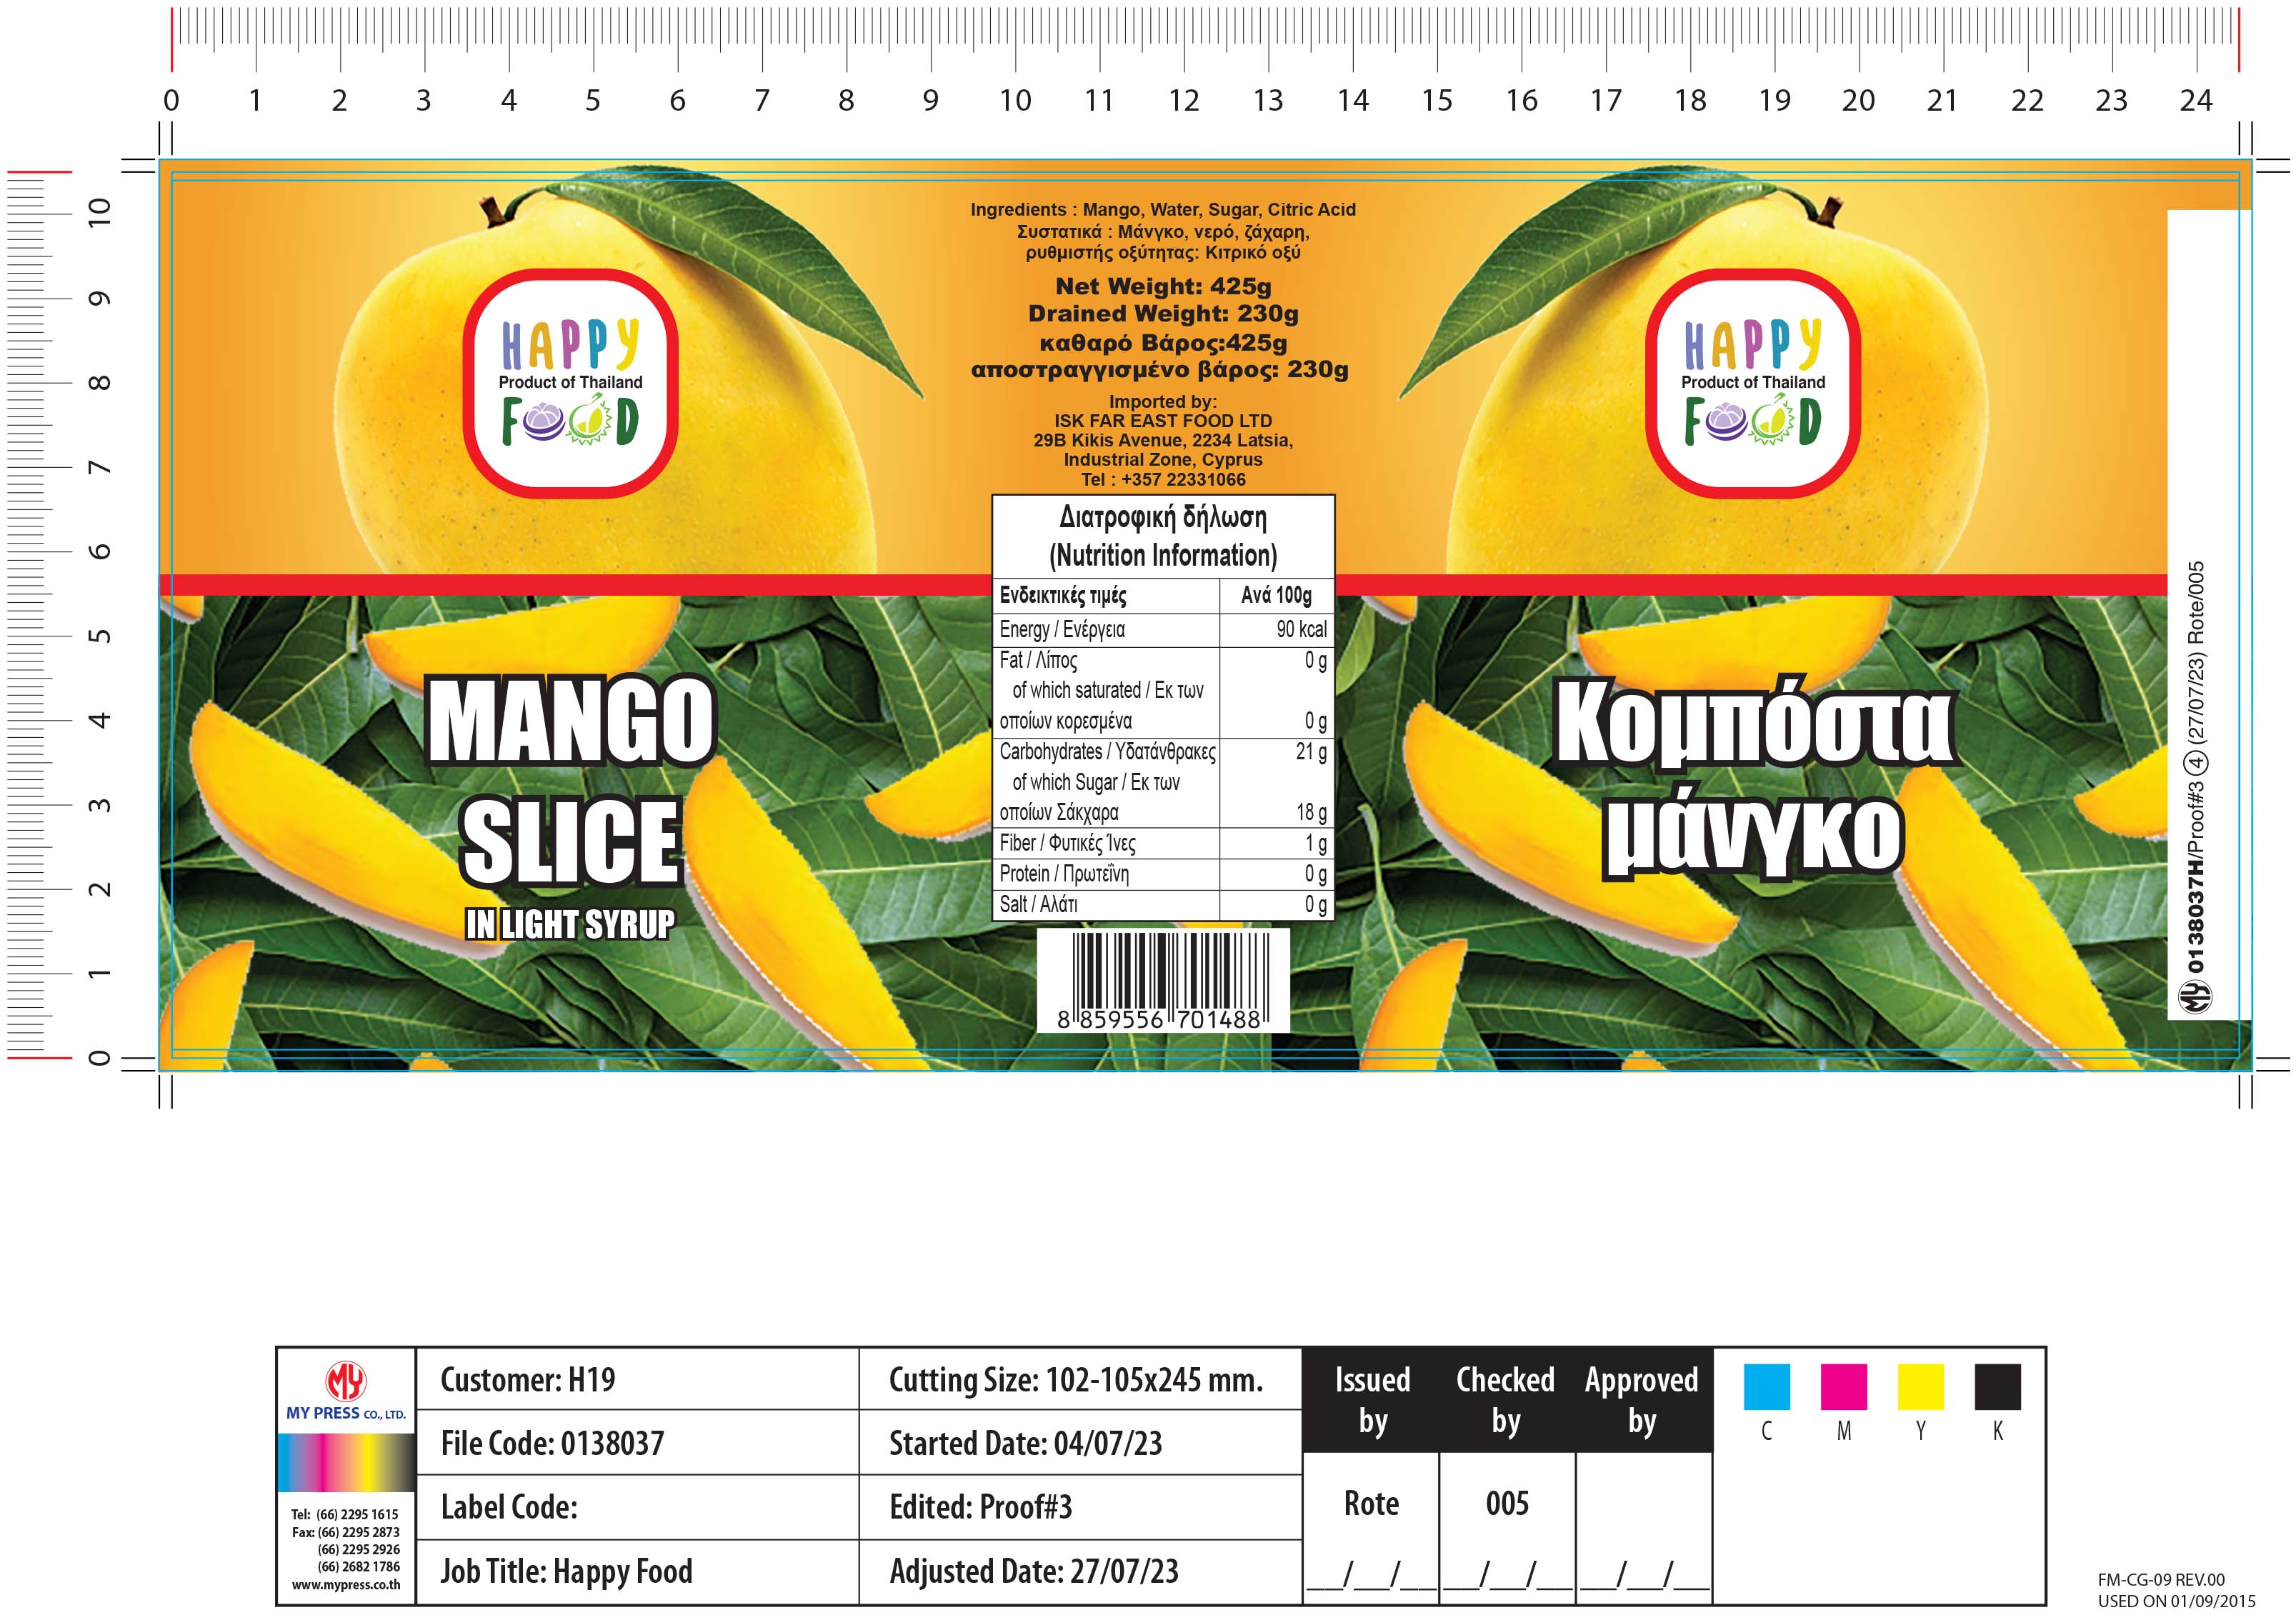 0 1 2 3 4 5 6 7 8 9 10 11 12 13 14 15 16 17 18 19 20 21 22 23 24
10
9
8
7
6
5
4
3
2
1
0
HAPPY
Product of Thailand
FOOD
MANGO
SLICE
IN LIGHT SYRUP
Ingredients : Mango, Water, Sugar, Citric Acid
Συστατικά : Μάνγκο, νερό, ζάχαρη,
ρυθμιστής οξύτητας: Κιτρικό οξύ
Net Weight: 425g
Drained Weight: 230g
καθαρό Βάρος:425g
αποστραγγισμένο βάρος: 230g
Imported by:
ISK FAR EAST FOOD LTD
29B Kikis Avenue, 2234 Latsia,
Industrial Zone, Cyprus
Tel : +357 22331066
Διατροφική δήλωση
(Nutrition Information)
Ενδεικτικές τιμές Ανά 100g
Energy / Ενέργεια 90 kcal
Fat / Λίπος 0 g
of which saturated / Εκ των
οποίων κορεσμένα 0 g
Carbohydrates / Υδατάνθρακες 21 g
of which Sugar / Εκ των
οποίων Σάκχαρα 18 g
Fiber / Φυτικές Ίνες 1 g
Protein / Πρωτεΐνη 0 g
Salt / Αλάτι 0 g
8 859556 701488
HAPPY
Product of Thailand
FOOD
Κομπόστα
μάνγκο
MY 0138037H/Proof#3 ④ (27/07/23) Rote/005
MY
MY PRESS CO., LTD.
Tel: (66) 2295 1615
Fax: (66) 2295 2873
(66) 2295 2926
(66) 2682 1786
www.mypress.co.th
Customer: H19
File Code: 0138037
Label Code:
Job Title: Happy Food
Cutting Size: 102-105x245 mm.
Started Date: 04/07/23
Edited: Proof#3
Adjusted Date: 27/07/23
Issued by
Checked by
Approved by
Rote
005
__/__/__ __/__/__ __/__/__
C M Y K
FM-CG-09 REV.00
USED ON 01/09/2015